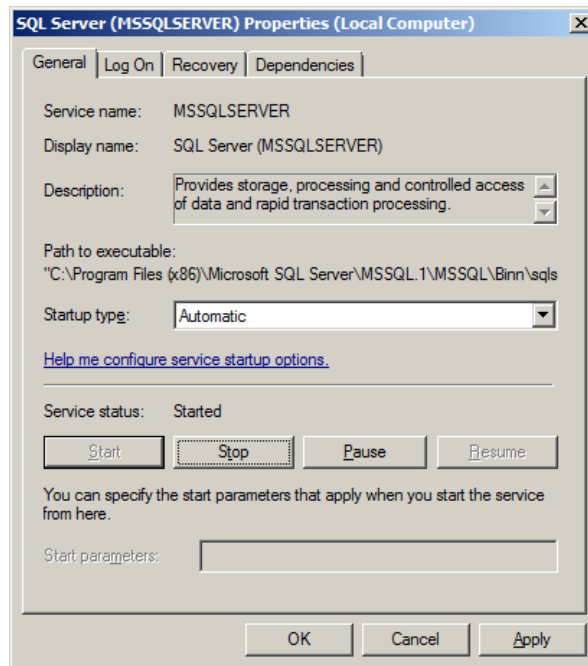 SQL Server (MSSQLSERVER) Properties (Local Computer)
General Log On Recovery Dependencies
Service name: MSSQLSERVER
Display name: SQL Server (MSSQLSERVER)
Description: Provides storage, processing and controlled access
of data and rapid transaction processing.
Path to executable:
"C:\Program Files (x86)\Microsoft SQL Server\MSSQL.1\MSSQL\Binn\sqls
Startup type: Automatic
Help me configure service startup options.
Service status: Started
Start Stop Pause Resume
You can specify the start parameters that apply when you start the service
from here.
Start parameters:
OK Cancel Apply